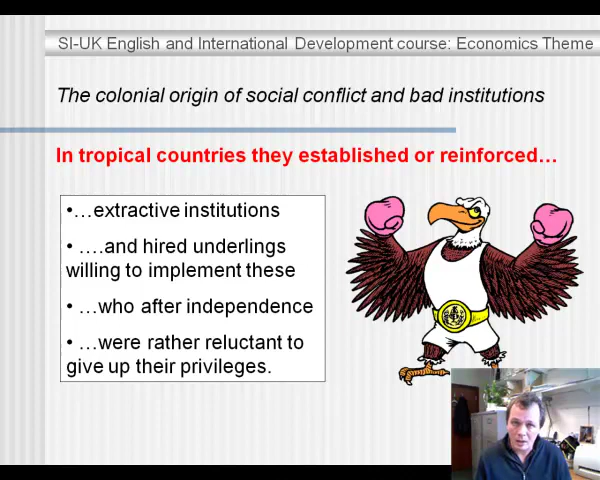 SI-UK English and International Development course: Economics Theme
The colonial origin of social conflict and bad institutions
In tropical countries they established or reinforced…
•…extractive institutions
• ….and hired underlings
willing to implement these
• …who after independence
• …were rather reluctant to
give up their privileges.